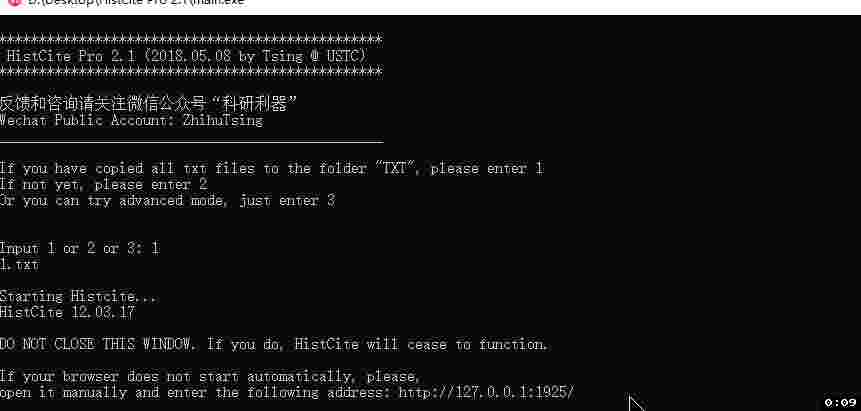 D:\Desktop\HistCite Pro 2.1\main.exe
************************************************
HistCite Pro 2.1 (2018.05.08 by Tsing @ USTC)
************************************************
反馈和咨询请关注微信公众号“科研利器”
Wechat Public Account: ZhihuTsing
________________________________________________
If you have copied all txt files to the folder "TXT", please enter 1
If not yet, please enter 2
Or you can try advanced mode, just enter 3
Input 1 or 2 or 3: 1
1.txt
Starting Histcite...
HistCite 12.03.17
DO NOT CLOSE THIS WINDOW. If you do, HistCite will cease to function.
If your browser does not start automatically, please,
open it manually and enter the following address: http://127.0.0.1:1925/
0:09